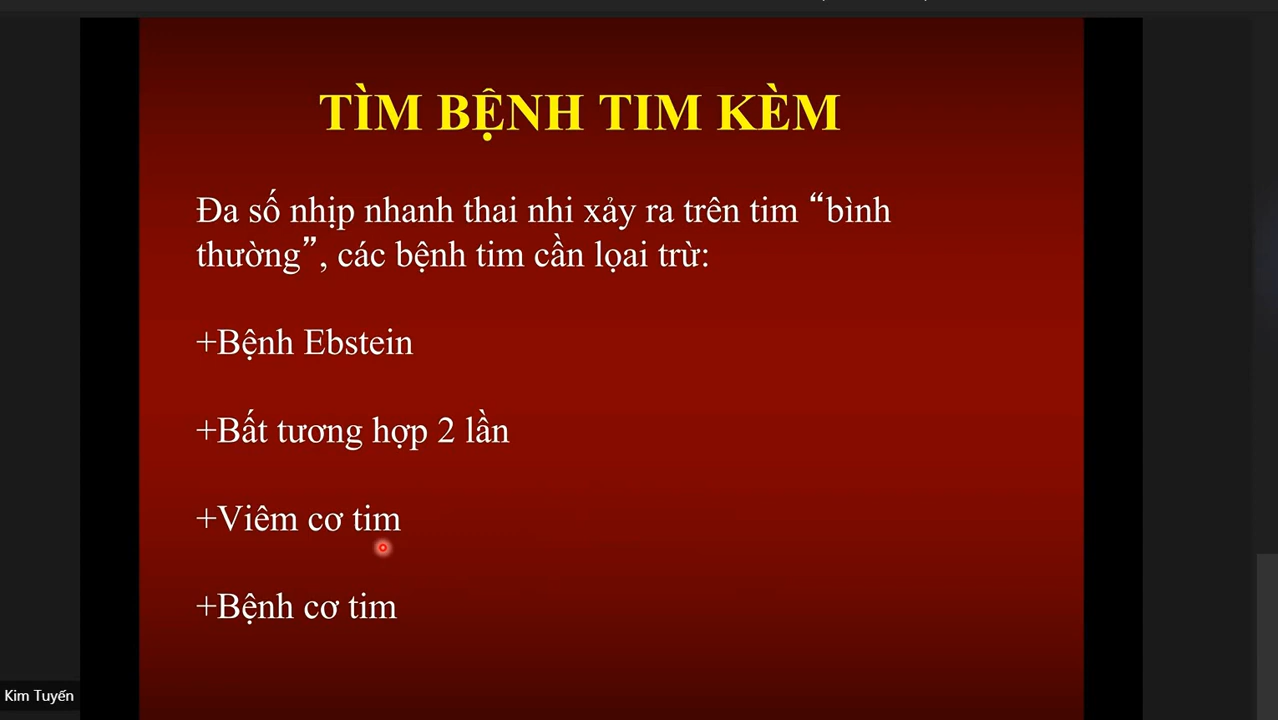 TÌM BỆNH TIM KÈM
Đa số nhịp nhanh thai nhi xảy ra trên tim “bình
thường”, các bệnh tim cần lọai trừ:
+Bệnh Ebstein
+Bất tương hợp 2 lần
+Viêm cơ tim
+Bệnh cơ tim
Kim Tuyến